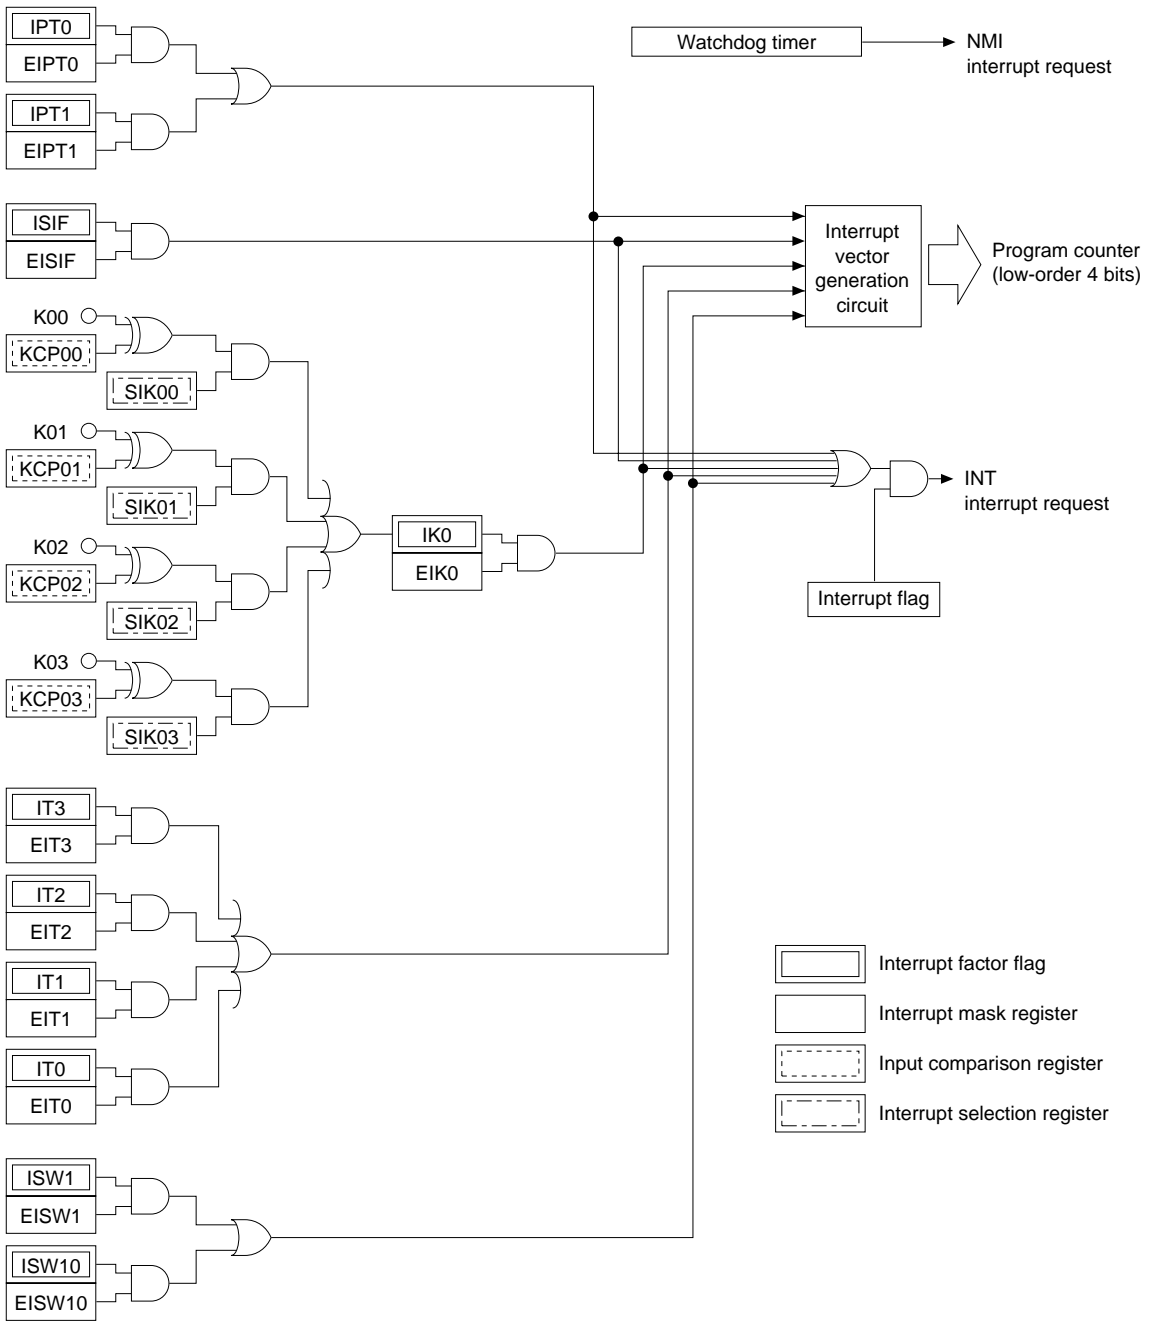 IPT0
EIPT0
IPT1
EIPT1
ISIF
EISIF
K00
KCP00
SIK00
K01
KCP01
SIK01
K02
KCP02
SIK02
K03
KCP03
SIK03
IK0
EIK0
IT3
EIT3
IT2
EIT2
IT1
EIT1
IT0
EIT0
ISW1
EISW1
ISW10
EISW10
Watchdog timer
NMI
interrupt request
Interrupt
vector
generation
circuit
Program counter
(low-order 4 bits)
INT
interrupt request
Interrupt flag
Interrupt factor flag
Interrupt mask register
Input comparison register
Interrupt selection register